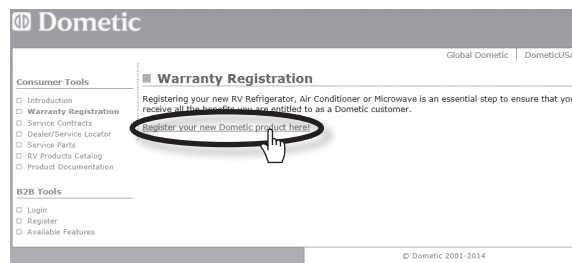 Dometic
Global Dometic | DometicUSA
Consumer Tools
Introduction
Warranty Registration
Service Contracts
Dealer/Service Locator
Service Parts
RV Products Catalog
Product Documentation
B2B Tools
Login
Register
Available Features
Warranty Registration
Registering your new RV Refrigerator, Air Conditioner or Microwave is an essential step to ensure that you
receive all the benefits you are entitled to as a Dometic customer.
Register your new Dometic product here!
© Dometic 2001-2014